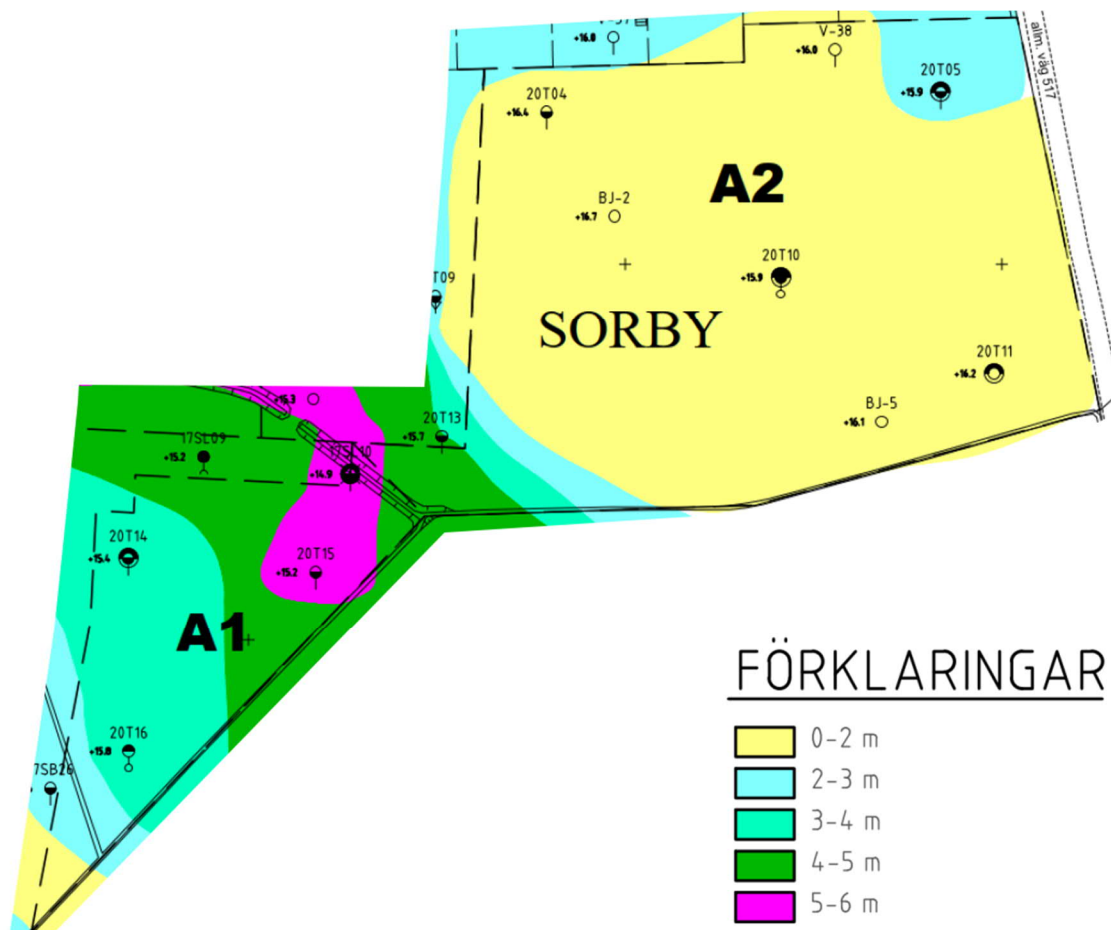 V-38
+16.0
+16.0
allm. väg 517
20T05
+15.9
20T04
+16.4
A2
BJ-2
+16.7
20T10
+15.9
T09
SORBY
20T11
+16.2
BJ-5
+16.1
+15.3
20T13
+15.7
17SL09
+15.2
+14.9
20T14
+15.4
20T15
+15.2
A1
20T16
+15.8
7SB26
FÖRKLARINGAR
0-2 m
2-3 m
3-4 m
4-5 m
5-6 m